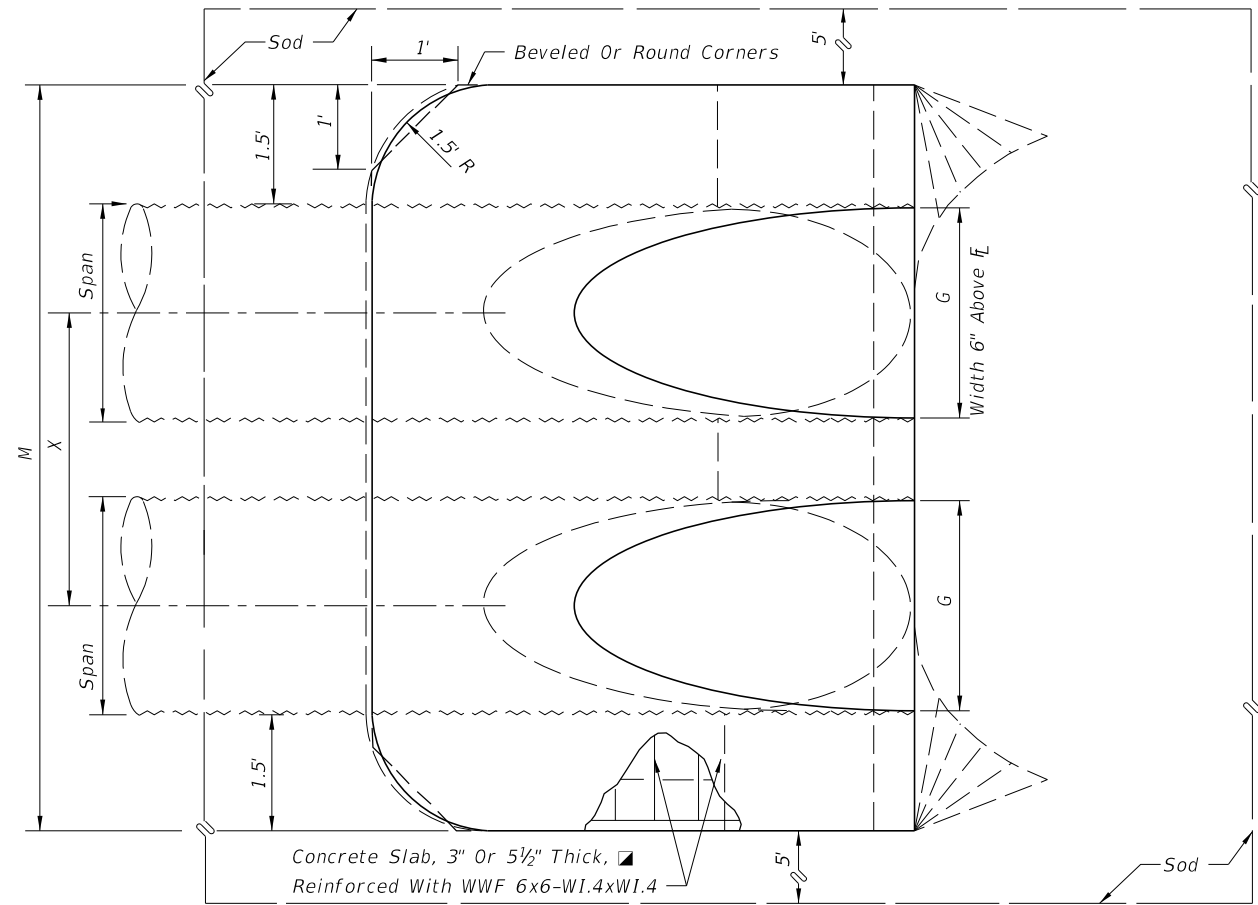 Sod
1'
Beveled Or Round Corners
5'
1'
1.5'
1.5' R
Span
G
Width 6" Above ℄
M
X
Span
G
1.5'
Concrete Slab, 3" Or 5½" Thick,
Reinforced With WWF 6x6-WI.4xWI.4
5'
Sod